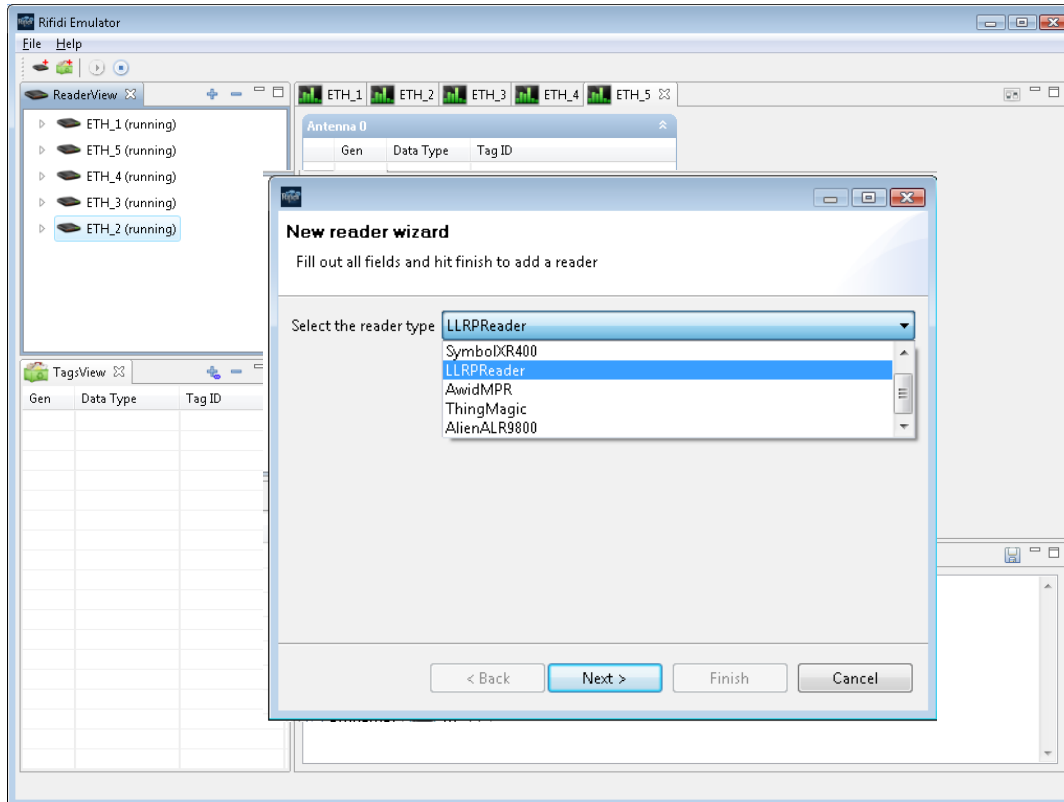 Rifidi Emulator
File Help
ReaderView
ETH_1 (running)
ETH_5 (running)
ETH_4 (running)
ETH_3 (running)
ETH_2 (running)
ETH_1 ETH_2 ETH_3 ETH_4 ETH_5
Antenna 0
Gen Data Type Tag ID
TagsView
Gen Data Type Tag ID
Rifidi
New reader wizard
Fill out all fields and hit finish to add a reader
Select the reader type LLRPReader
SymbolXR400
LLRPReader
AwidMPR
ThingMagic
AlienALR9800
< Back Next > Finish Cancel